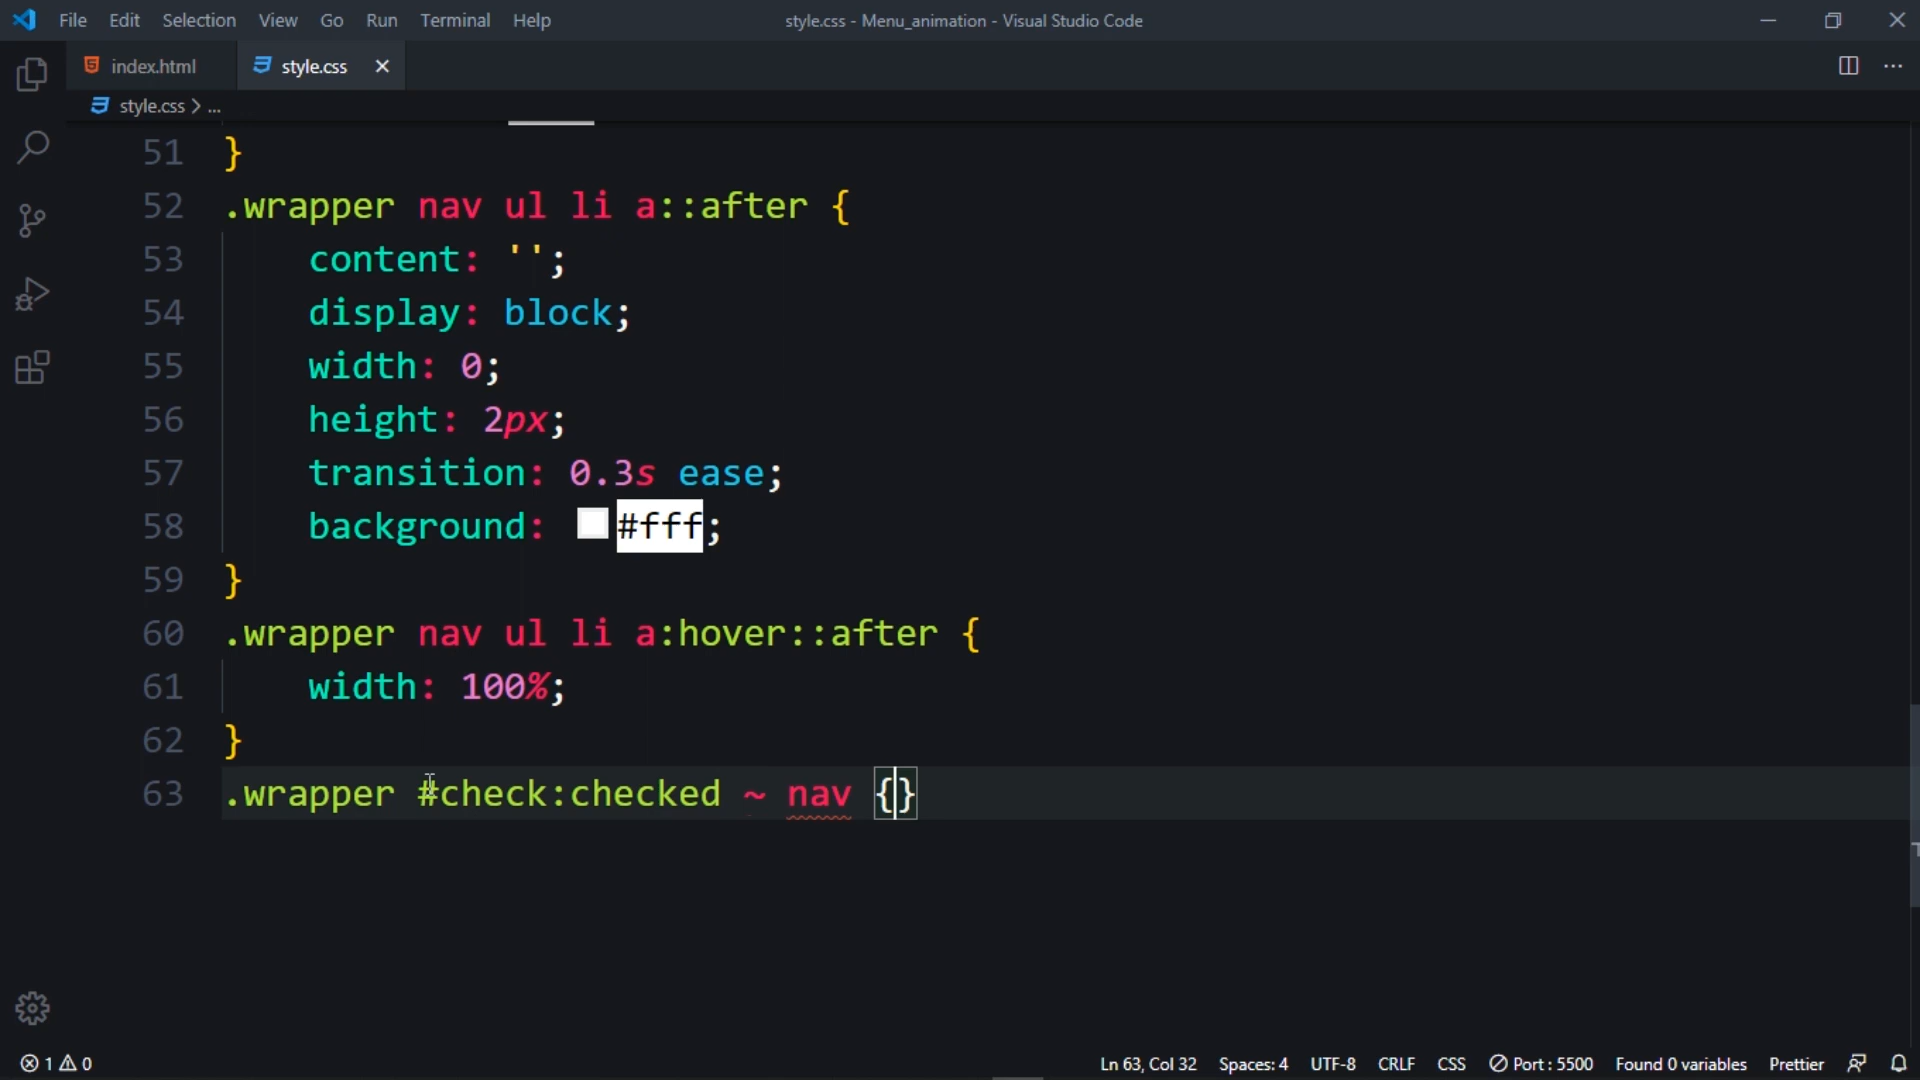 File Edit Selection View Go Run Terminal Help style.css - Menu_animation - Visual Studio Code
index.html style.css
style.css > ...
51 }
52 .wrapper nav ul li a::after {
53 content: '';
54 display: block;
55 width: 0;
56 height: 2px;
57 transition: 0.3s ease;
58 background: #fff;
59 }
60 .wrapper nav ul li a:hover::after {
61 width: 100%;
62 }
63 .wrapper #check:checked ~ nav {}
1 0 Ln 63, Col 32 Spaces: 4 UTF-8 CRLF CSS Port : 5500 Found 0 variables Prettier